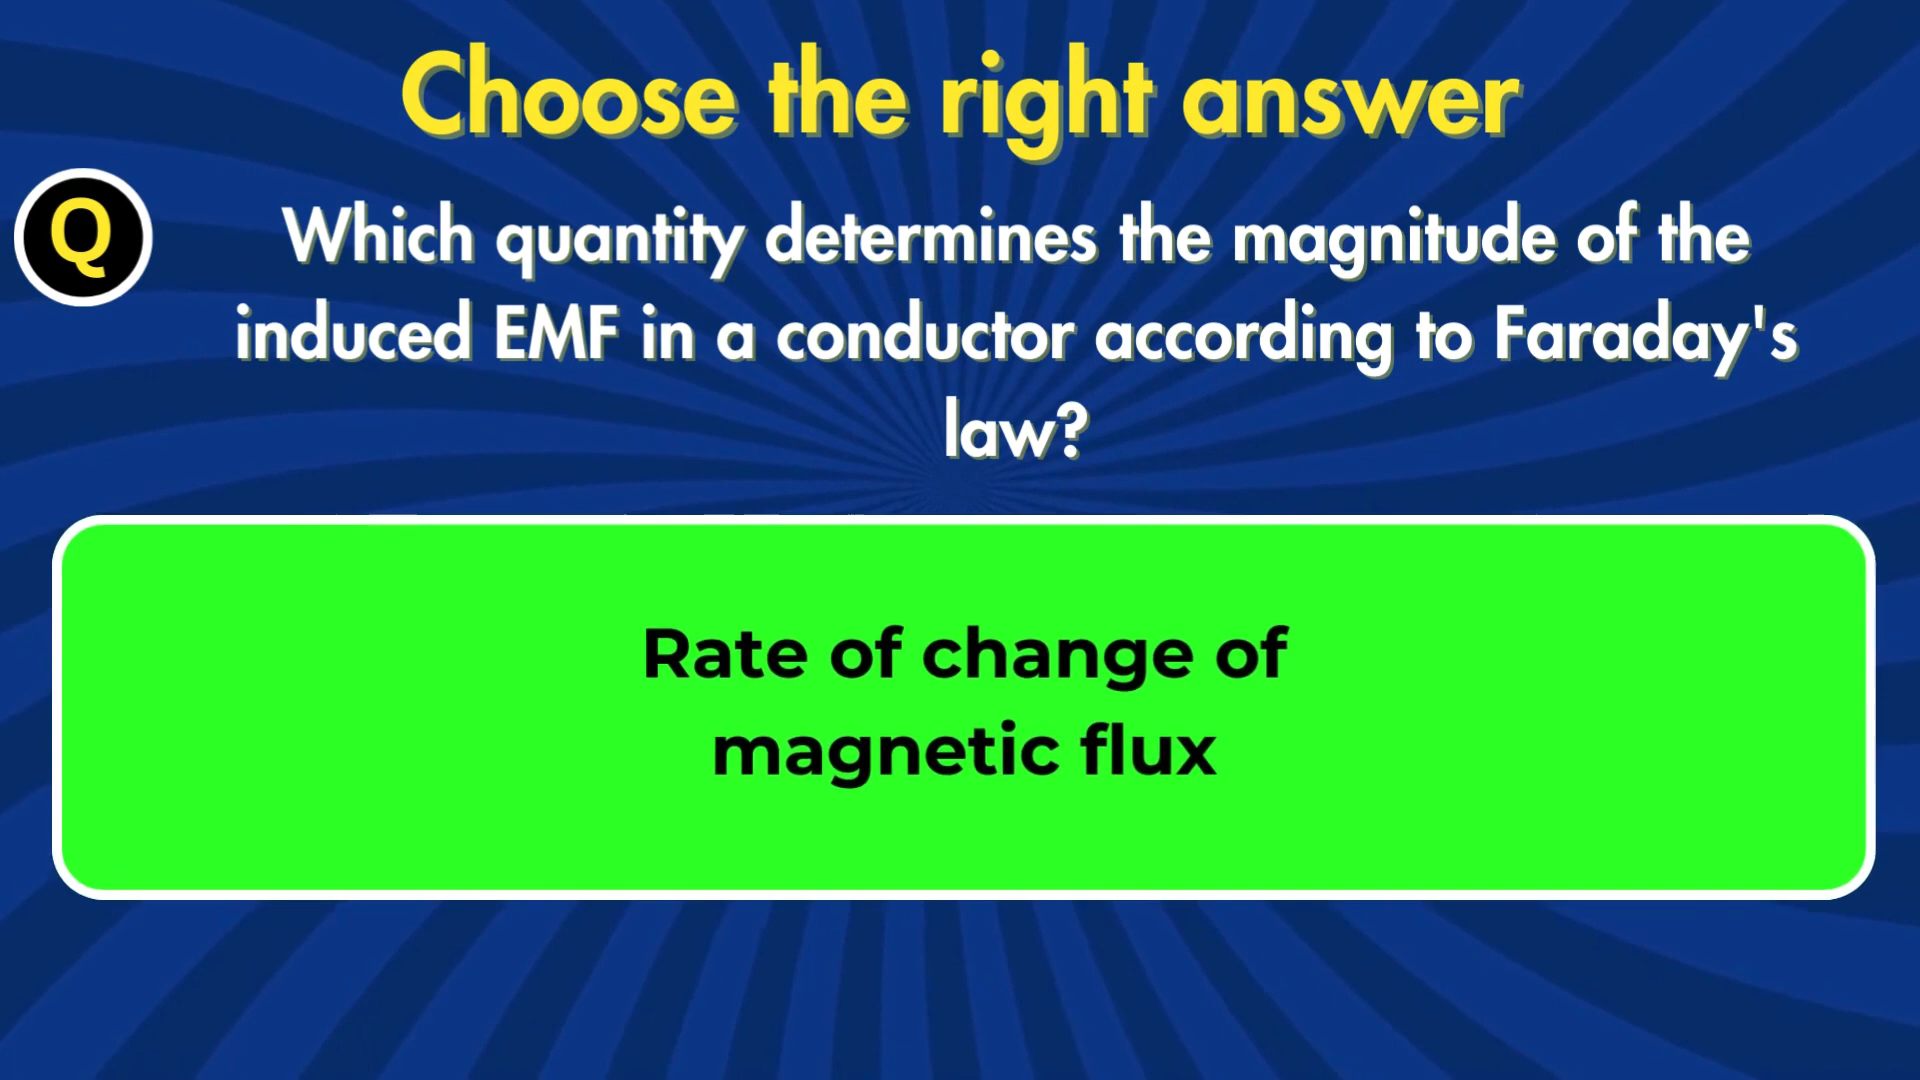 Choose the right answer
Q
Which quantity determines the magnitude of the
induced EMF in a conductor according to Faraday's
law?
Rate of change of
magnetic flux